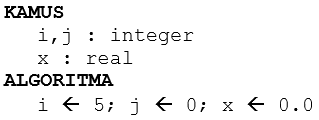 KAMUS
i,j : integer
x : real
ALGORITMA
i ← 5; j ← 0; x ← 0.0